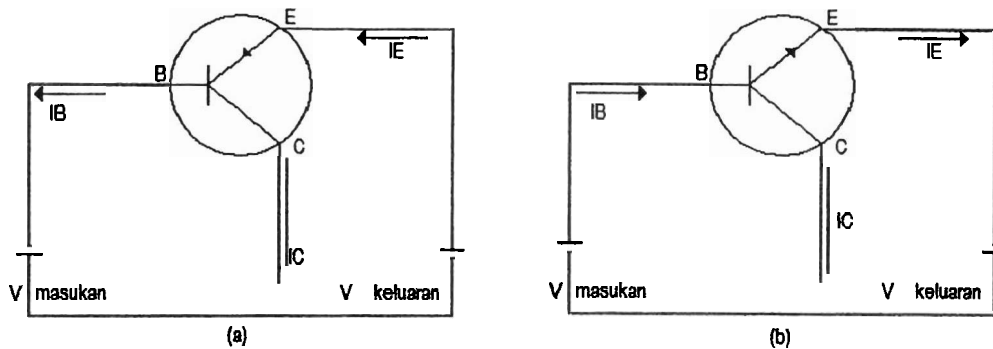 E
IE
B
IB
C
IC
V masukan
V keluaran
(a)
E
IE
B
IB
C
IC
V masukan
V keluaran
(b)